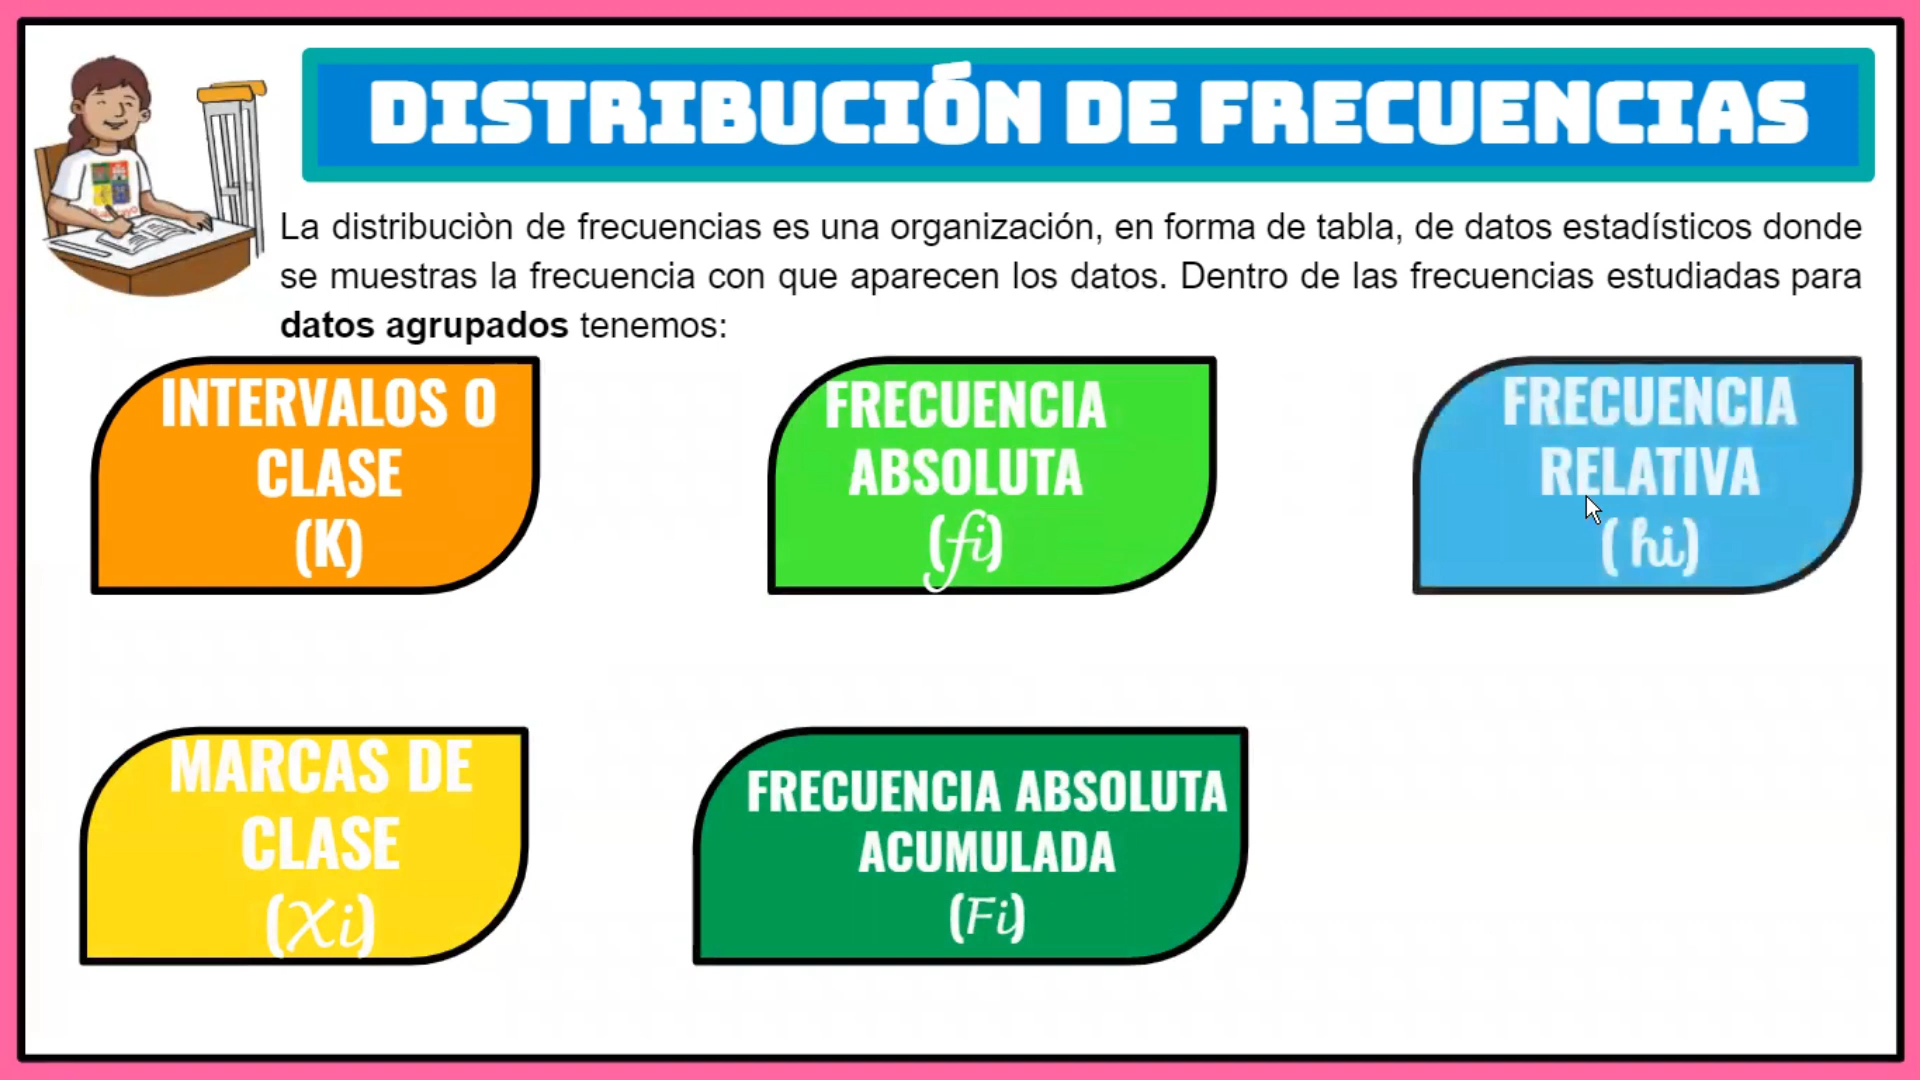 DISTRIBUCIÓN DE FRECUENCIAS
La distribuciòn de frecuencias es una organización, en forma de tabla, de datos estadísticos donde
se muestras la frecuencia con que aparecen los datos. Dentro de las frecuencias estudiadas para
datos agrupados tenemos:
INTERVALOS O
CLASE
(K)
FRECUENCIA
ABSOLUTA
(fi)
FRECUENCIA
RELATIVA
( hi)
MARCAS DE
CLASE
(Xi)
FRECUENCIA ABSOLUTA
ACUMULADA
(Fi)